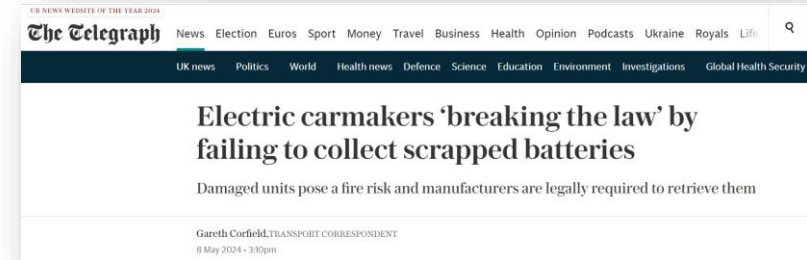 UK NEWS WEBSITE OF THE YEAR 2024
The Telegraph
News Election Euros Sport Money Travel Business Health Opinion Podcasts Ukraine Royals Life
UK news Politics World Health news Defence Science Education Environment Investigations Global Health Security
Electric carmakers ‘breaking the law’ by
failing to collect scrapped batteries
Damaged units pose a fire risk and manufacturers are legally required to retrieve them
Gareth Corfield, TRANSPORT CORRESPONDENT
8 May 2024 • 3:10pm